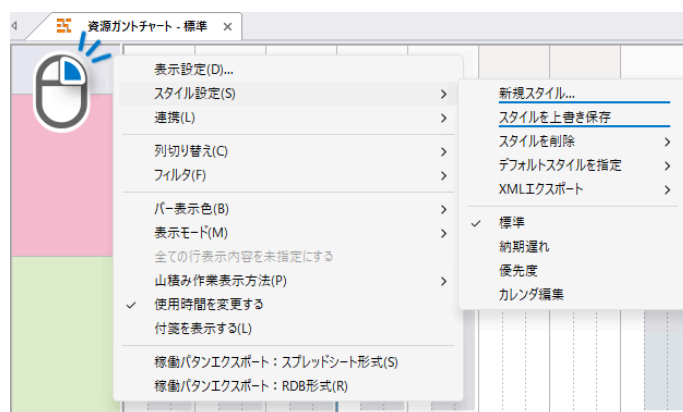 資源ガントチャート - 標準 ×
表示設定(D)...
スタイル設定(S)
連携(L)
列切り替え(C)
フィルタ(F)
バー表示色(B)
表示モード(M)
全ての行表示内容を未指定にする
山積み作業表示方法(P)
使用時間を変更する
付箋を表示する(L)
稼働パタンエクスポート：スプレッドシート形式(S)
稼働パタンエクスポート：RDB形式(R)
新規スタイル...
スタイルを上書き保存
スタイルを削除
デフォルトスタイルを指定
XMLエクスポート
標準
納期遅れ
優先度
カレンダ編集